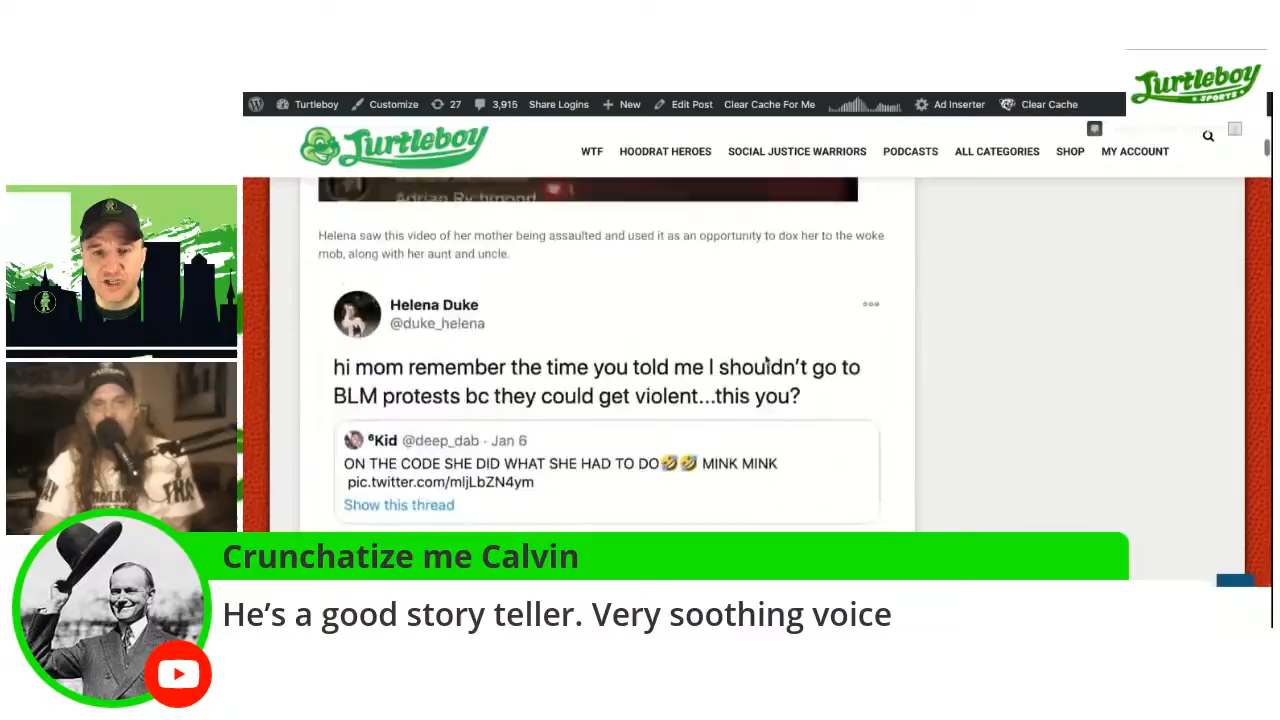 Turtleboy
Customize
27
3,915
Share Logins
New
Edit Post
Clear Cache For Me
Ad Inserter
Clear Cache
Turtleboy
SPORTS
Turtleboy
WTF
HOODRAT HEROES
SOCIAL JUSTICE WARRIORS
PODCASTS
ALL CATEGORIES
SHOP
MY ACCOUNT
Adrian Richmond
Helena saw this video of her mother being assaulted and used it as an opportunity to dox her to the woke
mob, along with her aunt and uncle.
Helena Duke
@duke_helena
hi mom remember the time you told me I shouldn't go to
BLM protests bc they could get violent...this you?
⁶Kid @deep_dab · Jan 6
ON THE CODE SHE DID WHAT SHE HAD TO DO🤣🤣 MINK MINK
pic.twitter.com/mljLbZN4ym
Show this thread
Crunchatize me Calvin
He's a good story teller. Very soothing voice